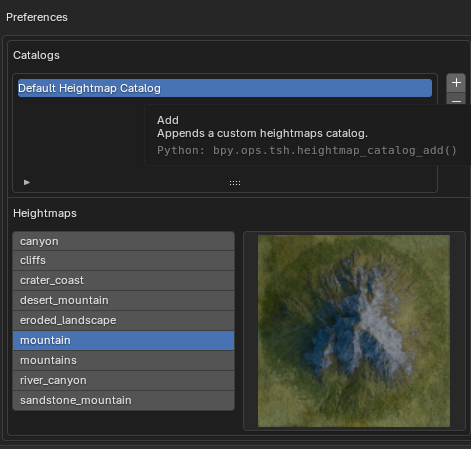 Preferences
Catalogs
Default Heightmap Catalog
Add
Appends a custom heightmaps catalog.
Python: bpy.ops.tsh.heightmap_catalog_add()
Heightmaps
canyon
cliffs
crater_coast
desert_mountain
eroded_landscape
mountain
mountains
river_canyon
sandstone_mountain